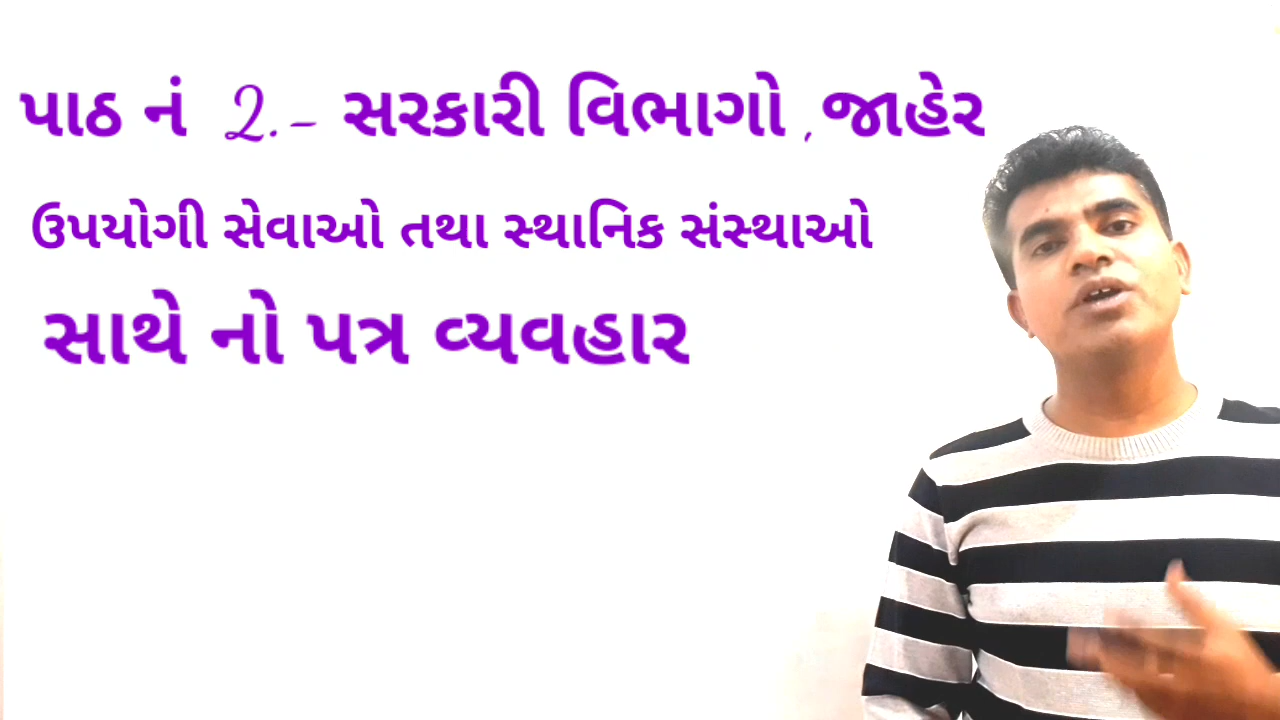 પાઠ નં 2.- સરકારી વિભાગો , જાહેર
ઉપયોગી સેવાઓ તથા સ્થાનિક સંસ્થાઓ
સાથે નો પત્ર વ્યવહાર